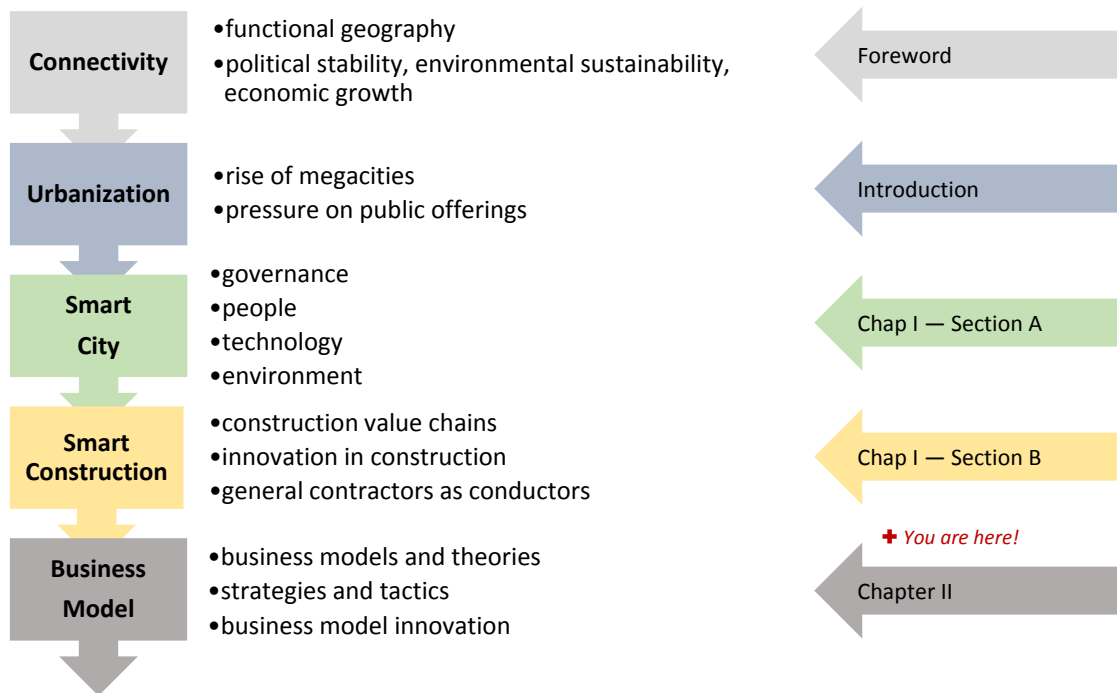 Connectivity
•functional geography
•political stability, environmental sustainability,
economic growth
Foreword
Urbanization
•rise of megacities
•pressure on public offerings
Introduction
Smart
City
•governance
•people
•technology
•environment
Chap I — Section A
Smart
Construction
•construction value chains
•innovation in construction
•general contractors as conductors
Chap I — Section B
✚ You are here!
Business
Model
•business models and theories
•strategies and tactics
•business model innovation
Chapter II